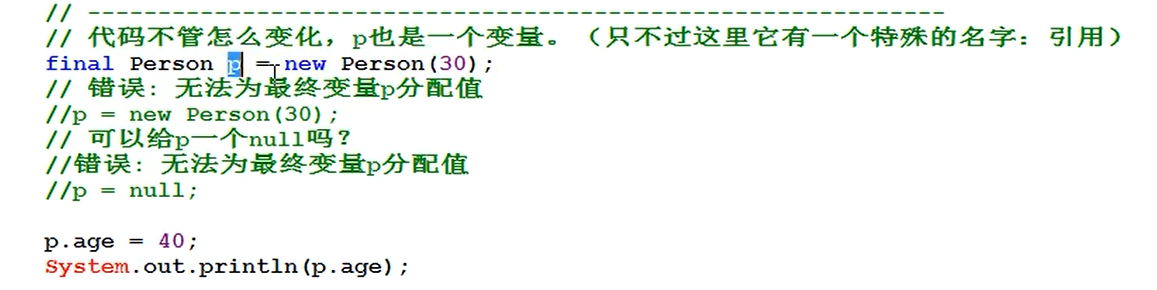 // -------------------------------------------------------------
// 代码不管怎么变化，p也是一个变量。（只不过这里它有一个特殊的名字：引用）
final Person p = new Person(30);
// 错误：无法为最终变量p分配值
//p = new Person(30);
// 可以给p一个null吗？
//错误：无法为最终变量p分配值
//p = null;
p.age = 40;
System.out.println(p.age);